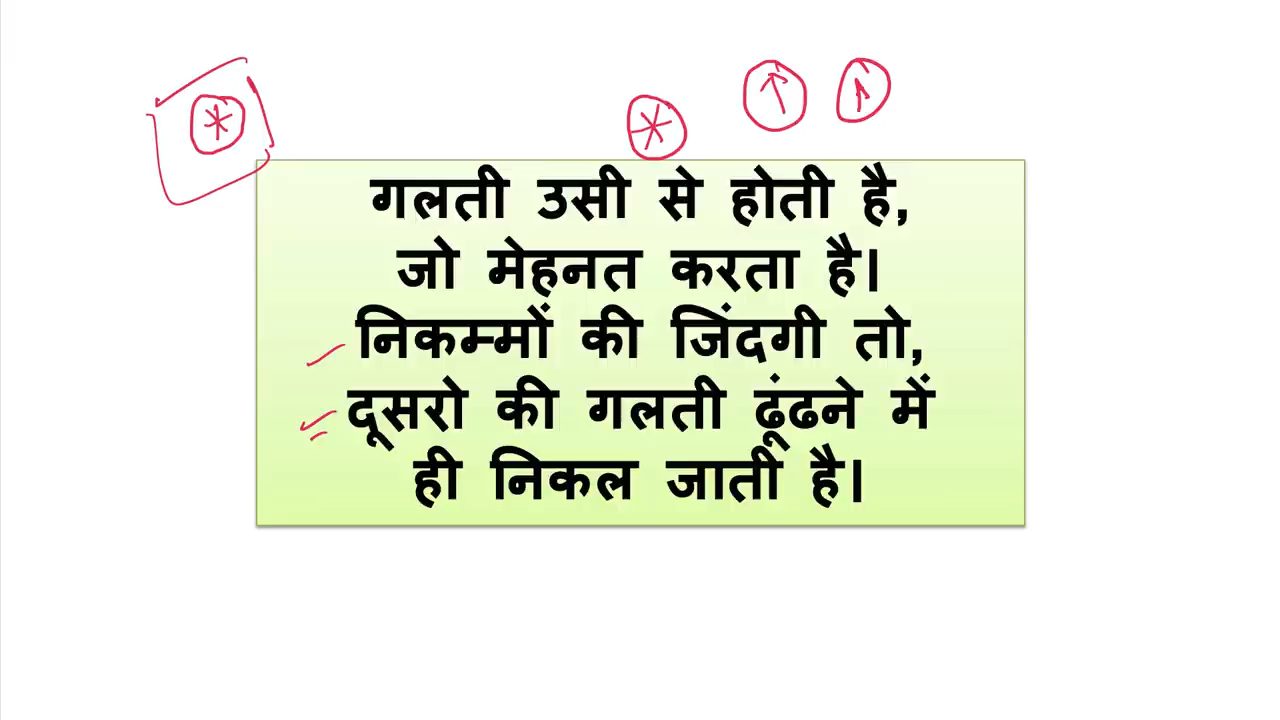 गलती उसी से होती है,
जो मेहनत करता है।
निकम्मों की जिंदगी तो,
दूसरो की गलती ढूंढने में
ही निकल जाती है।